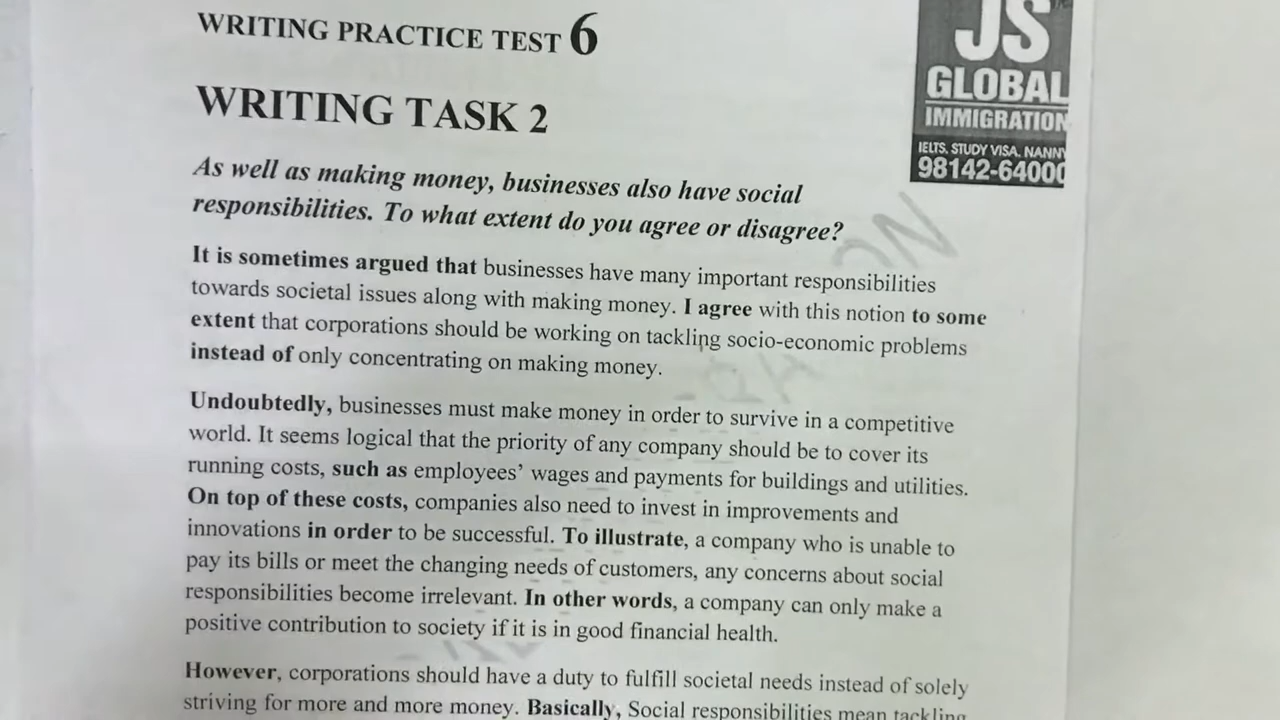 WRITING PRACTICE TEST 6
JS
GLOBAL
IMMIGRATION
IELTS. STUDY VISA. NANNY
98142-64000
WRITING TASK 2
As well as making money, businesses also have social
responsibilities. To what extent do you agree or disagree?
It is sometimes argued that businesses have many important responsibilities
towards societal issues along with making money. I agree with this notion to some
extent that corporations should be working on tackling socio-economic problems
instead of only concentrating on making money.
Undoubtedly, businesses must make money in order to survive in a competitive
world. It seems logical that the priority of any company should be to cover its
running costs, such as employees' wages and payments for buildings and utilities.
On top of these costs, companies also need to invest in improvements and
innovations in order to be successful. To illustrate, a company who is unable to
pay its bills or meet the changing needs of customers, any concerns about social
responsibilities become irrelevant. In other words, a company can only make a
positive contribution to society if it is in good financial health.
However, corporations should have a duty to fulfill societal needs instead of solely
striving for more and more money. Basically, Social responsibilities mean tackling